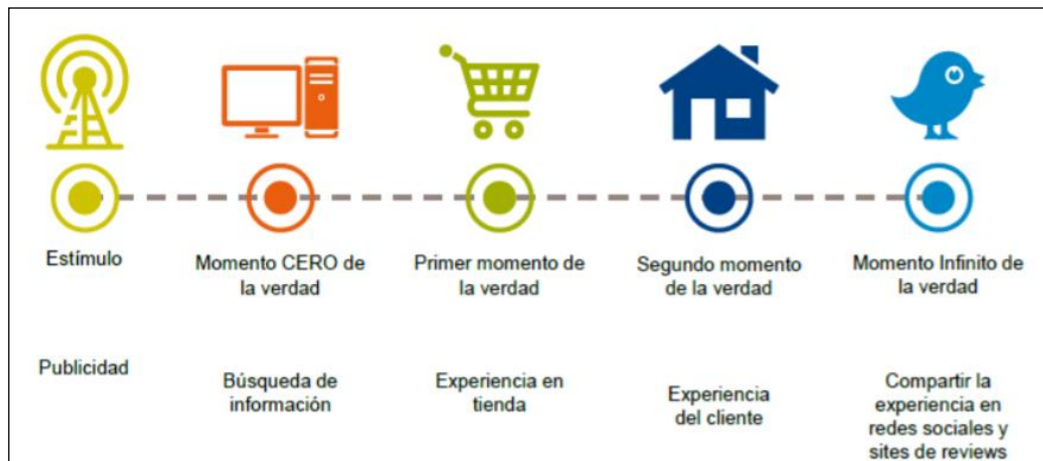 Estímulo
Momento CERO de
la verdad
Primer momento de
la verdad
Segundo momento
de la verdad
Momento Infinito de
la verdad
Publicidad
Búsqueda de
información
Experiencia en
tienda
Experiencia
del cliente
Compartir la
experiencia en
redes sociales y
sites de reviews